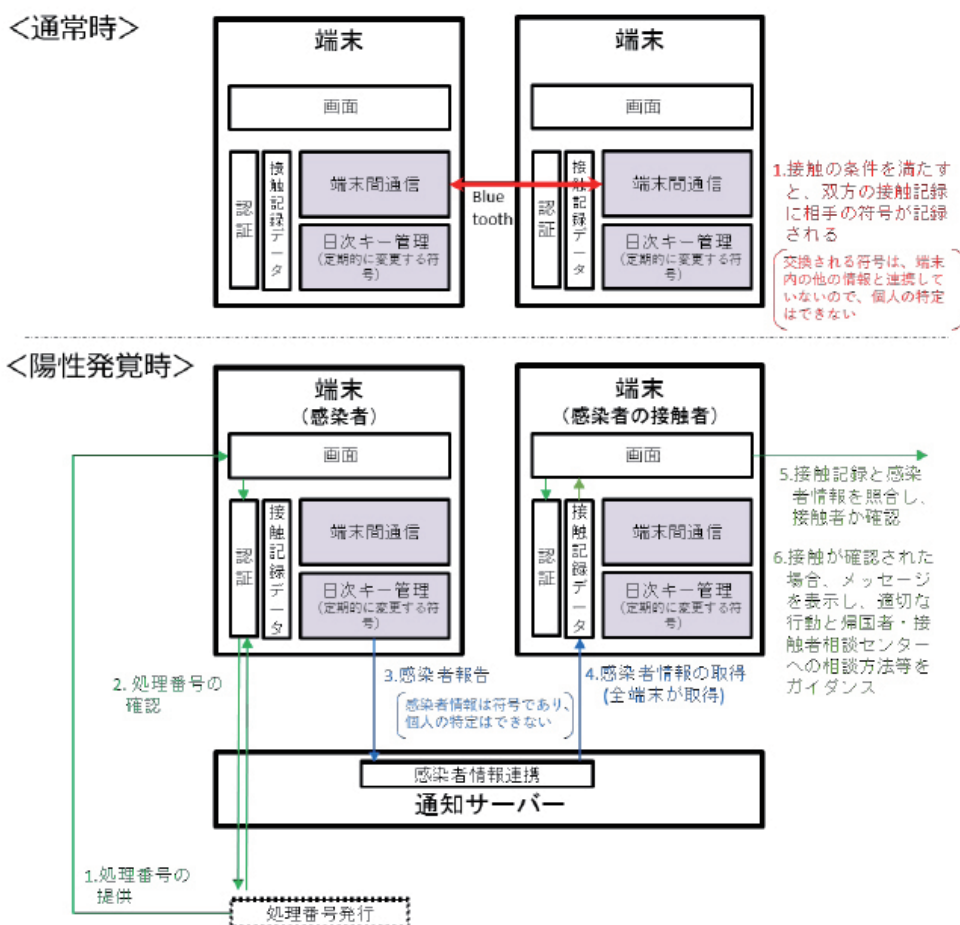 ＜通常時＞
端末
画面
認証
接触記録データ
端末間通信
日次キー管理
(定期的に変更する符
号)
Blue
tooth
端末
画面
認証
接触記録データ
端末間通信
日次キー管理
(定期的に変更する符
号)
1.接触の条件を満たす
と、双方の接触記録
に相手の符号が記録
される
交換される符号は、端末
内の他の情報と連携して
いないので、個人の特定
はできない
＜陽性発覚時＞
端末
(感染者)
画面
認証
接触記録データ
端末間通信
日次キー管理
(定期的に変更する符
号)
端末
(感染者の接触者)
画面
認証
接触記録データ
端末間通信
日次キー管理
(定期的に変更する符
号)
5.接触記録と感染
者情報を照合し、
接触者か確認
6.接触が確認された
場合、メッセージ
を表示し、適切な
行動と帰国者・接
触者相談センター
への相談方法等を
ガイダンス
2. 処理番号の
確認
3.感染者報告
感染者情報は符号であり、
個人の特定はできない
4.感染者情報の取得
(全端末が取得)
感染者情報連携
通知サーバー
1.処理番号の
提供
処理番号発行